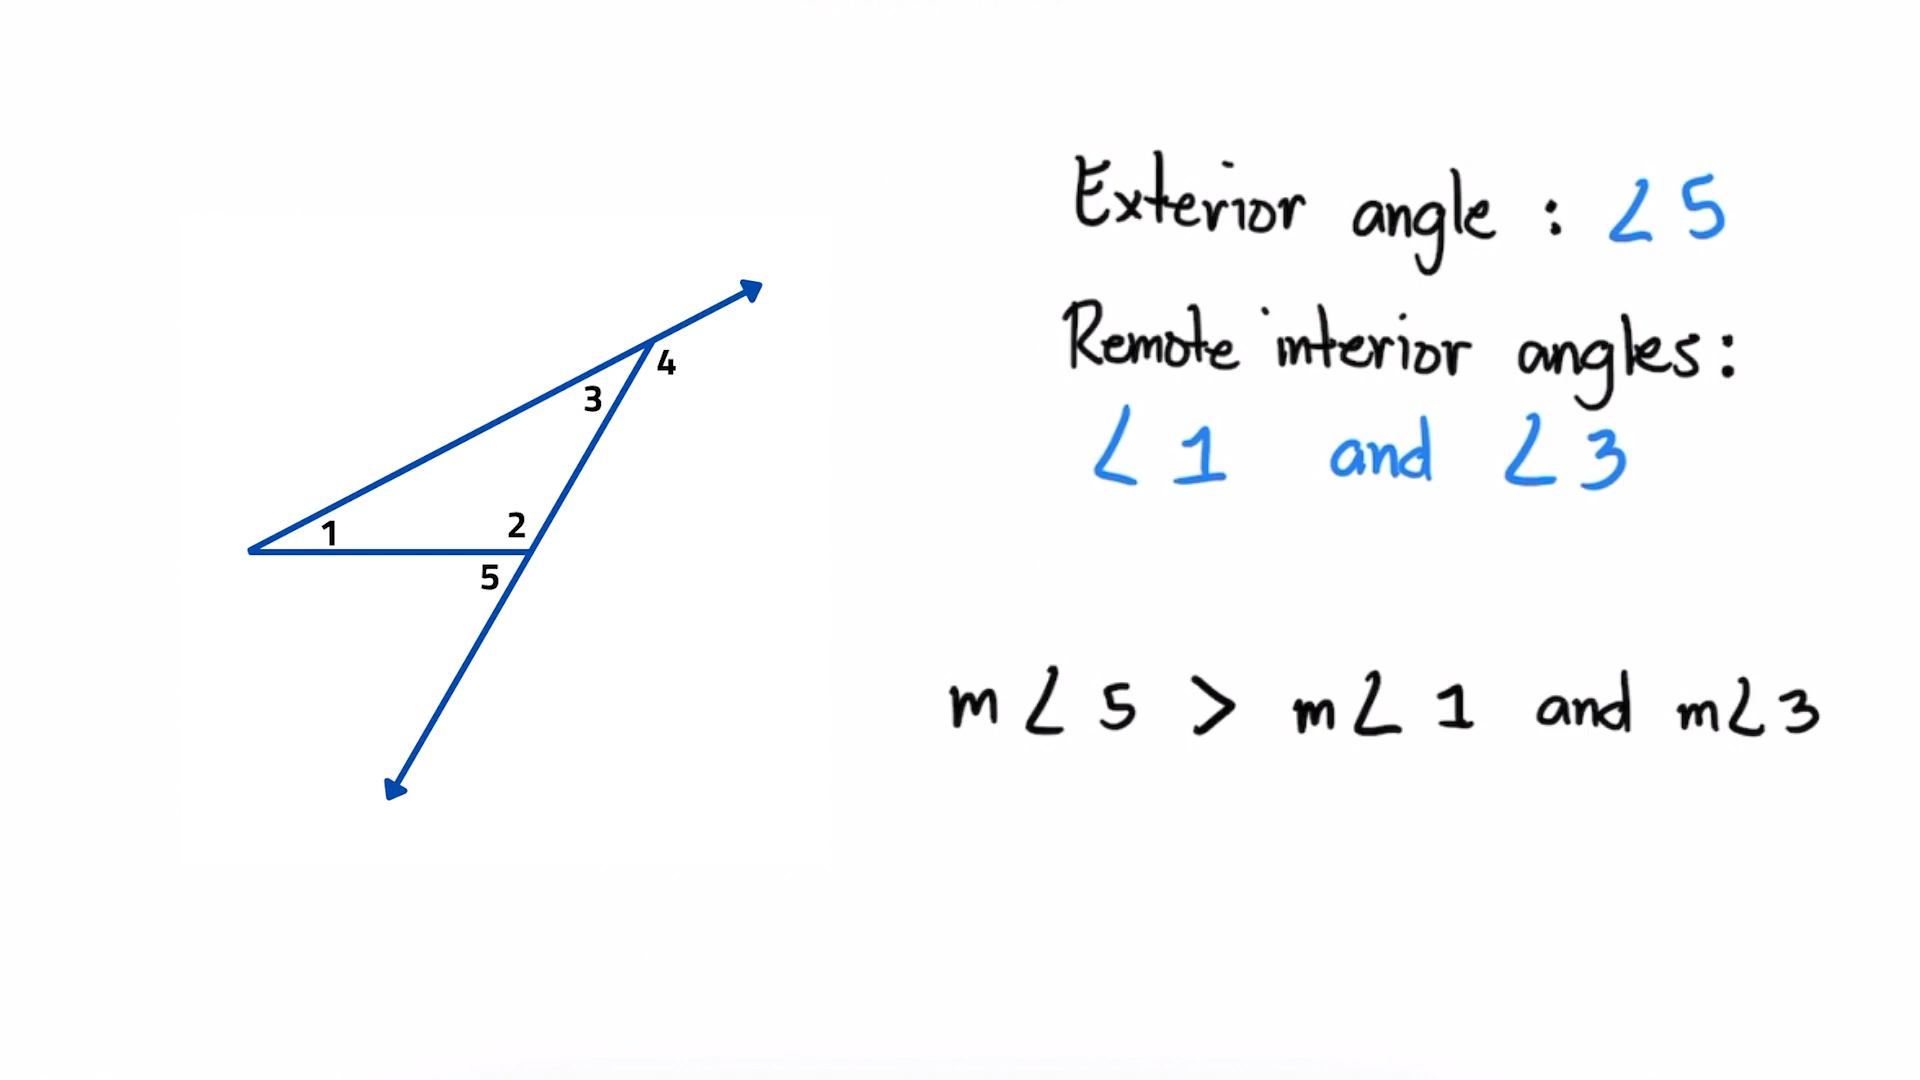 Exterior angle : ∠5
Remote interior angles:
∠1 and ∠3
4
3
1
2
5
m∠5 > m∠1 and m∠3